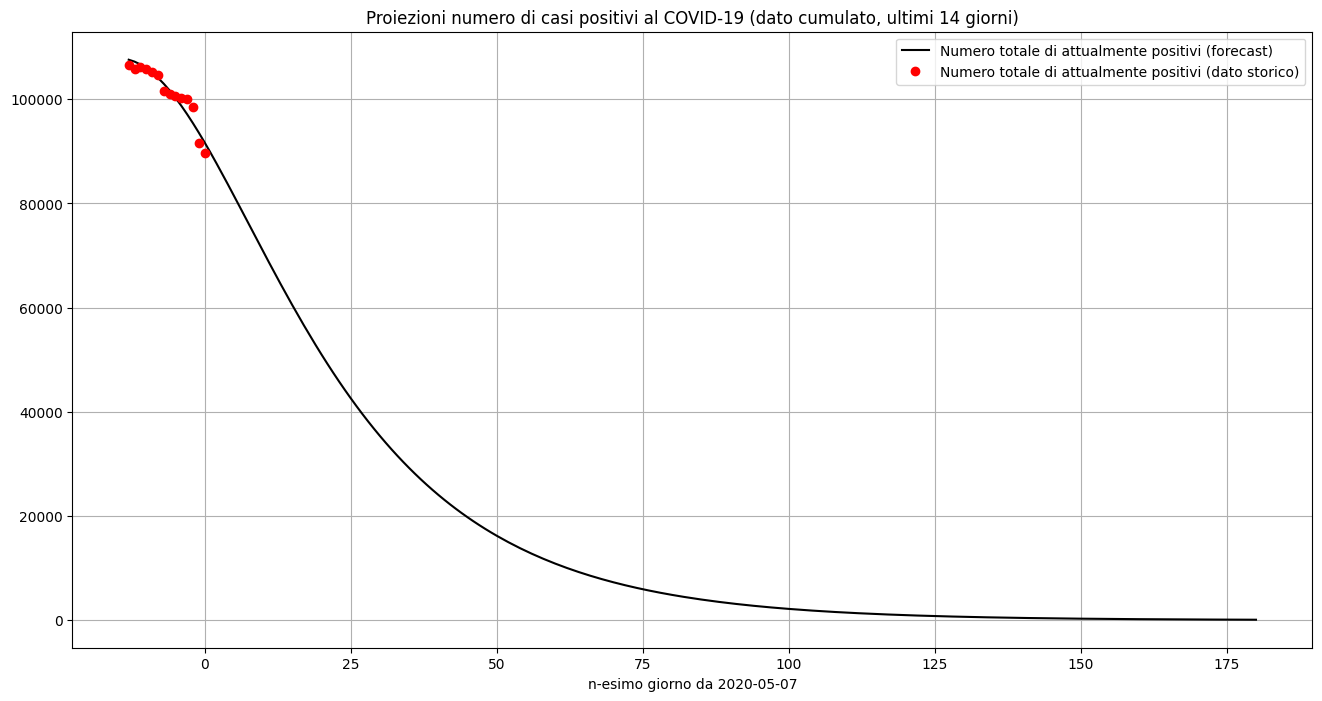 Proiezioni numero di casi positivi al COVID-19 (dato cumulato, ultimi 14 giorni)
Numero totale di attualmente positivi (forecast)
Numero totale di attualmente positivi (dato storico)
100000
80000
60000
40000
20000
0
0 25 50 75 100 125 150 175
n-esimo giorno da 2020-05-07